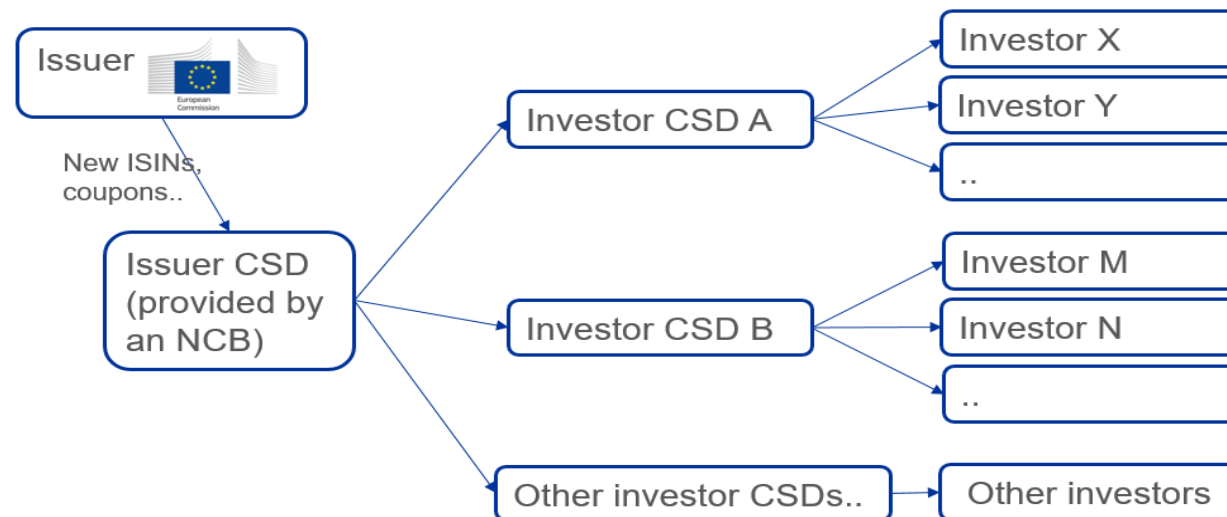 Issuer
European
Commission
New ISINs,
coupons..
Issuer CSD
(provided by
an NCB)
Investor CSD A
Investor CSD B
Other investor CSDs..
Investor X
Investor Y
..
Investor M
Investor N
..
Other investors